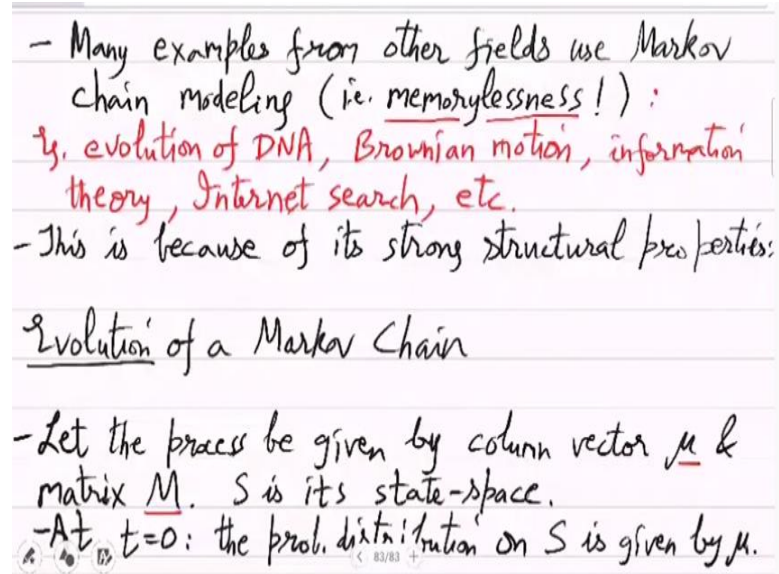 - Many examples from other fields use Markov
chain modeling (i.e. memorylessness!) :
Eg. evolution of DNA, Brownian motion, information
theory, Internet search, etc.
- This is because of its strong structural properties:
Evolution of a Markov Chain
- Let the process be given by column vector μ &
matrix M. S is its state-space.
- At t=0: the prob. distribution on S is given by μ.
< 83/83 +